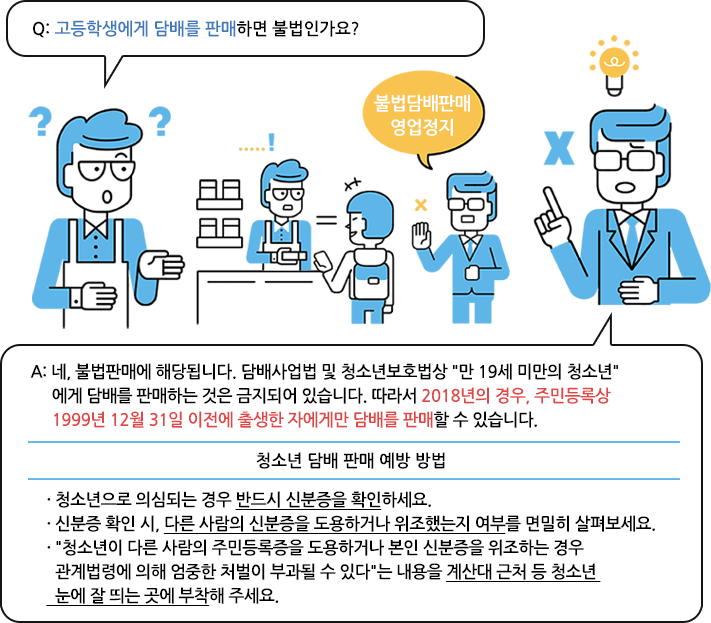 Q: 고등학생에게 담배를 판매하면 불법인가요?
? ?
.....!
불법담배판매
영업정지
x
X
A: 네, 불법판매에 해당됩니다. 담배사업법 및 청소년보호법상 "만 19세 미만의 청소년"
에게 담배를 판매하는 것은 금지되어 있습니다. 따라서 2018년의 경우, 주민등록상
1999년 12월 31일 이전에 출생한 자에게만 담배를 판매할 수 있습니다.
청소년 담배 판매 예방 방법
· 청소년으로 의심되는 경우 반드시 신분증을 확인하세요.
· 신분증 확인 시, 다른 사람의 신분증을 도용하거나 위조했는지 여부를 면밀히 살펴보세요.
· "청소년이 다른 사람의 주민등록증을 도용하거나 본인 신분증을 위조하는 경우
관계법령에 의해 엄중한 처벌이 부과될 수 있다"는 내용을 계산대 근처 등 청소년
눈에 잘 띄는 곳에 부착해 주세요.